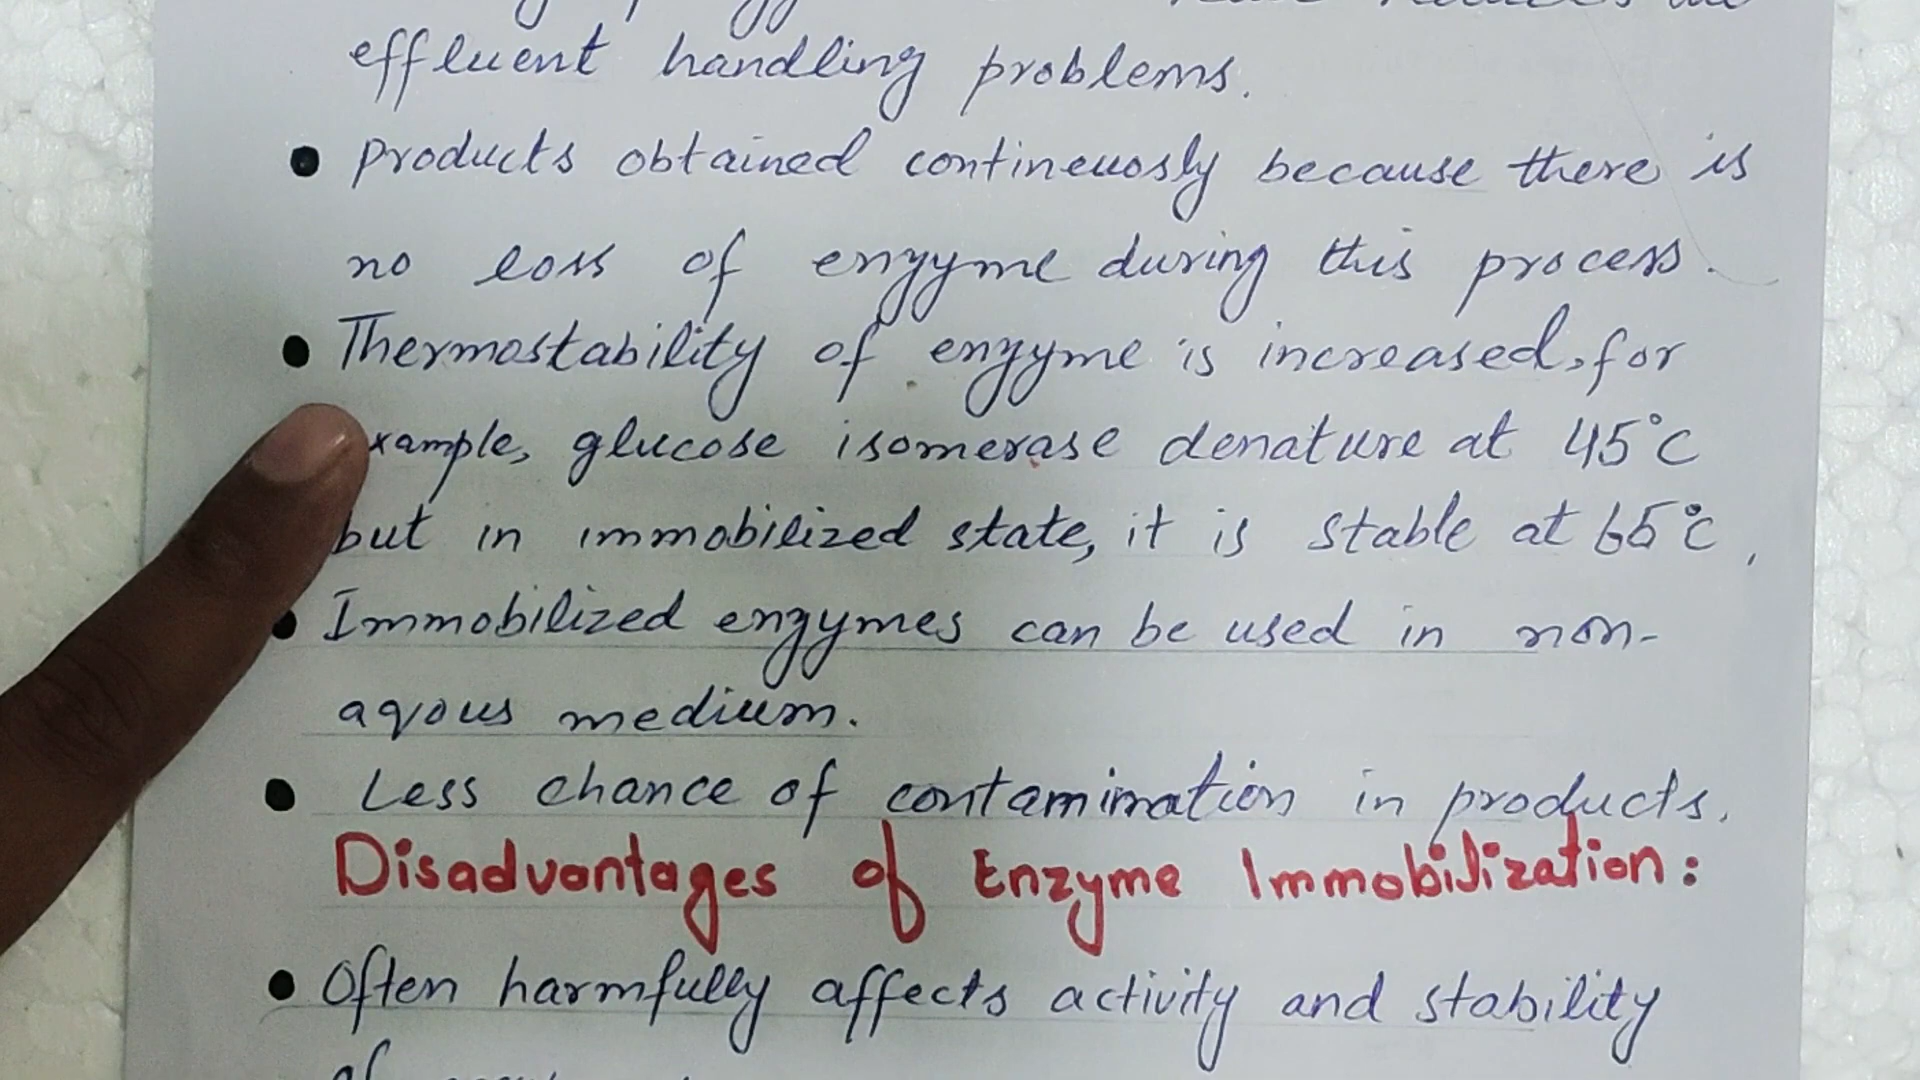 effluent handling problems.
• Products obtained contineuosly because there is
no loss of enzyme during this process.
• Thermostability of enzyme is increased, for
xample, glucose isomerase denature at 45°c
but in immobilized state, it is stable at 65°c,
• Immobilized enzymes can be used in non-
aqous medium.
• Less chance of contamination in products.
Disadvantages of Enzyme Immobilization:
• Often harmfully affects activity and stability
of